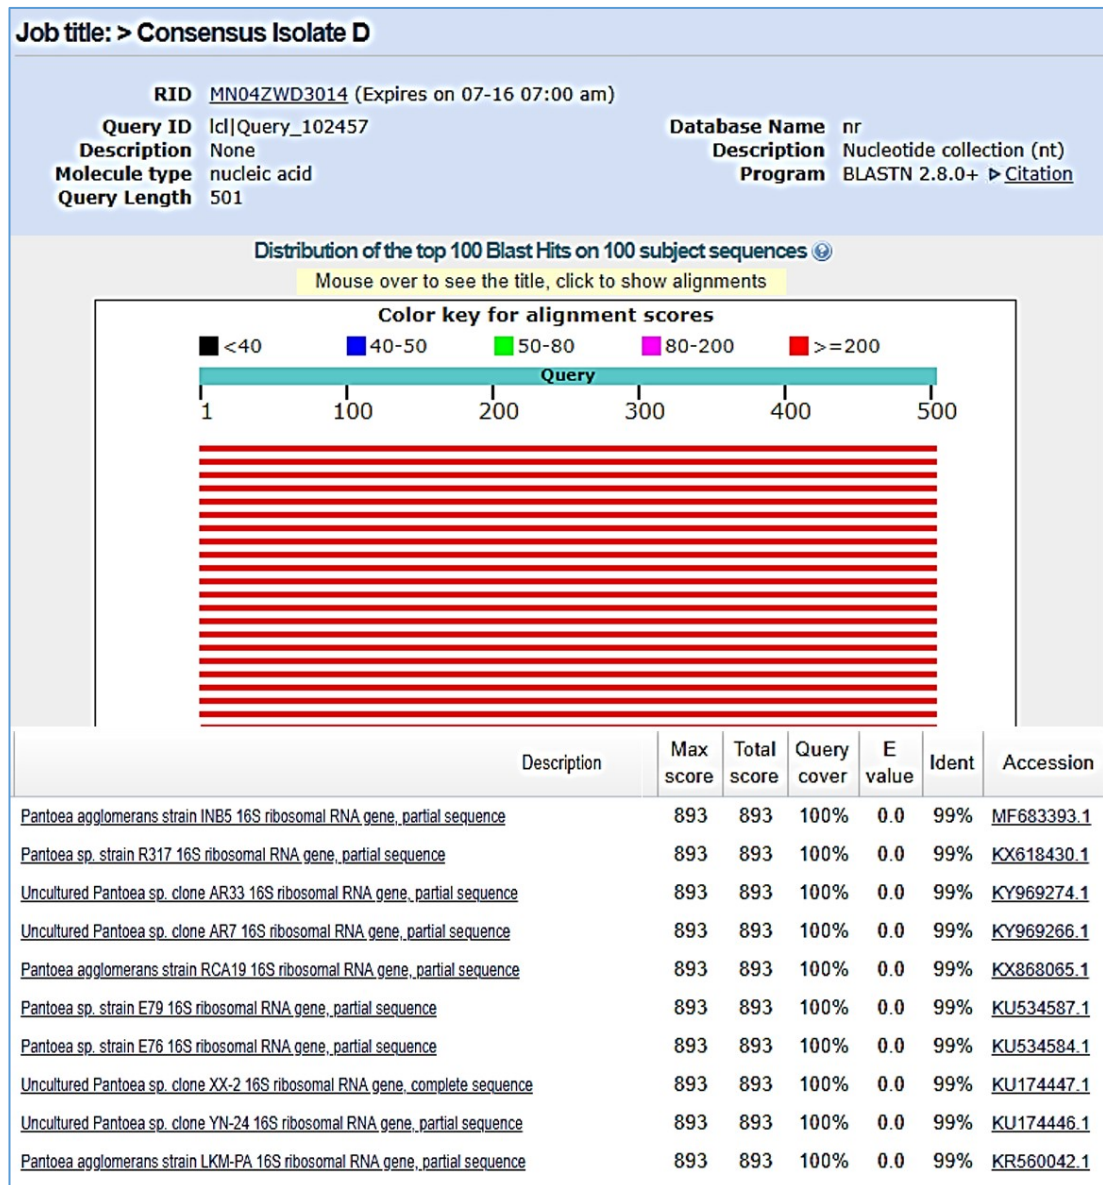 Job title: > Consensus Isolate D
RID MN04ZWD3014 (Expires on 07-16 07:00 am)
Query ID lcl|Query_102457
Description None
Molecule type nucleic acid
Query Length 501
Database Name nr
Description Nucleotide collection (nt)
Program BLASTN 2.8.0+ ▷ Citation
Distribution of the top 100 Blast Hits on 100 subject sequences ?
Mouse over to see the title, click to show alignments
Color key for alignment scores
<40 40-50 50-80 80-200 >=200
Query
1 100 200 300 400 500
Description Max score Total score Query cover E value Ident Accession
Pantoea agglomerans strain INB5 16S ribosomal RNA gene, partial sequence 893 893 100% 0.0 99% MF683393.1
Pantoea sp. strain R317 16S ribosomal RNA gene, partial sequence 893 893 100% 0.0 99% KX618430.1
Uncultured Pantoea sp. clone AR33 16S ribosomal RNA gene, partial sequence 893 893 100% 0.0 99% KY969274.1
Uncultured Pantoea sp. clone AR7 16S ribosomal RNA gene, partial sequence 893 893 100% 0.0 99% KY969266.1
Pantoea agglomerans strain RCA19 16S ribosomal RNA gene, partial sequence 893 893 100% 0.0 99% KX868065.1
Pantoea sp. strain E79 16S ribosomal RNA gene, partial sequence 893 893 100% 0.0 99% KU534587.1
Pantoea sp. strain E76 16S ribosomal RNA gene, partial sequence 893 893 100% 0.0 99% KU534584.1
Uncultured Pantoea sp. clone XX-2 16S ribosomal RNA gene, complete sequence 893 893 100% 0.0 99% KU174447.1
Uncultured Pantoea sp. clone YN-24 16S ribosomal RNA gene, partial sequence 893 893 100% 0.0 99% KU174446.1
Pantoea agglomerans strain LKM-PA 16S ribosomal RNA gene, partial sequence 893 893 100% 0.0 99% KR560042.1